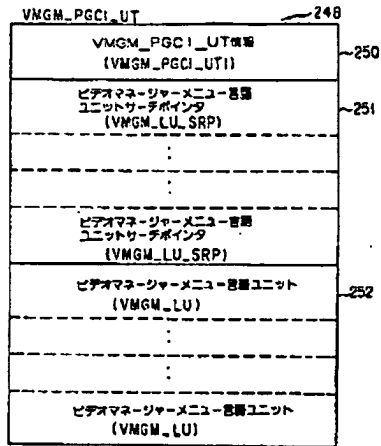 VMGM_PGCI_UT
248
VMGM_PGCI_UT情報
(VMGM_PGCI_UTI)
250
ビデオマネージャーメニュー言語
ユニットサーチポインタ
(VMGM_LU_SRP)
251
ビデオマネージャーメニュー言語
ユニットサーチポインタ
(VMGM_LU_SRP)
ビデオマネージャーメニュー言語ユニット
(VMGM_LU)
252
ビデオマネージャーメニュー言語ユニット
(VMGM_LU)